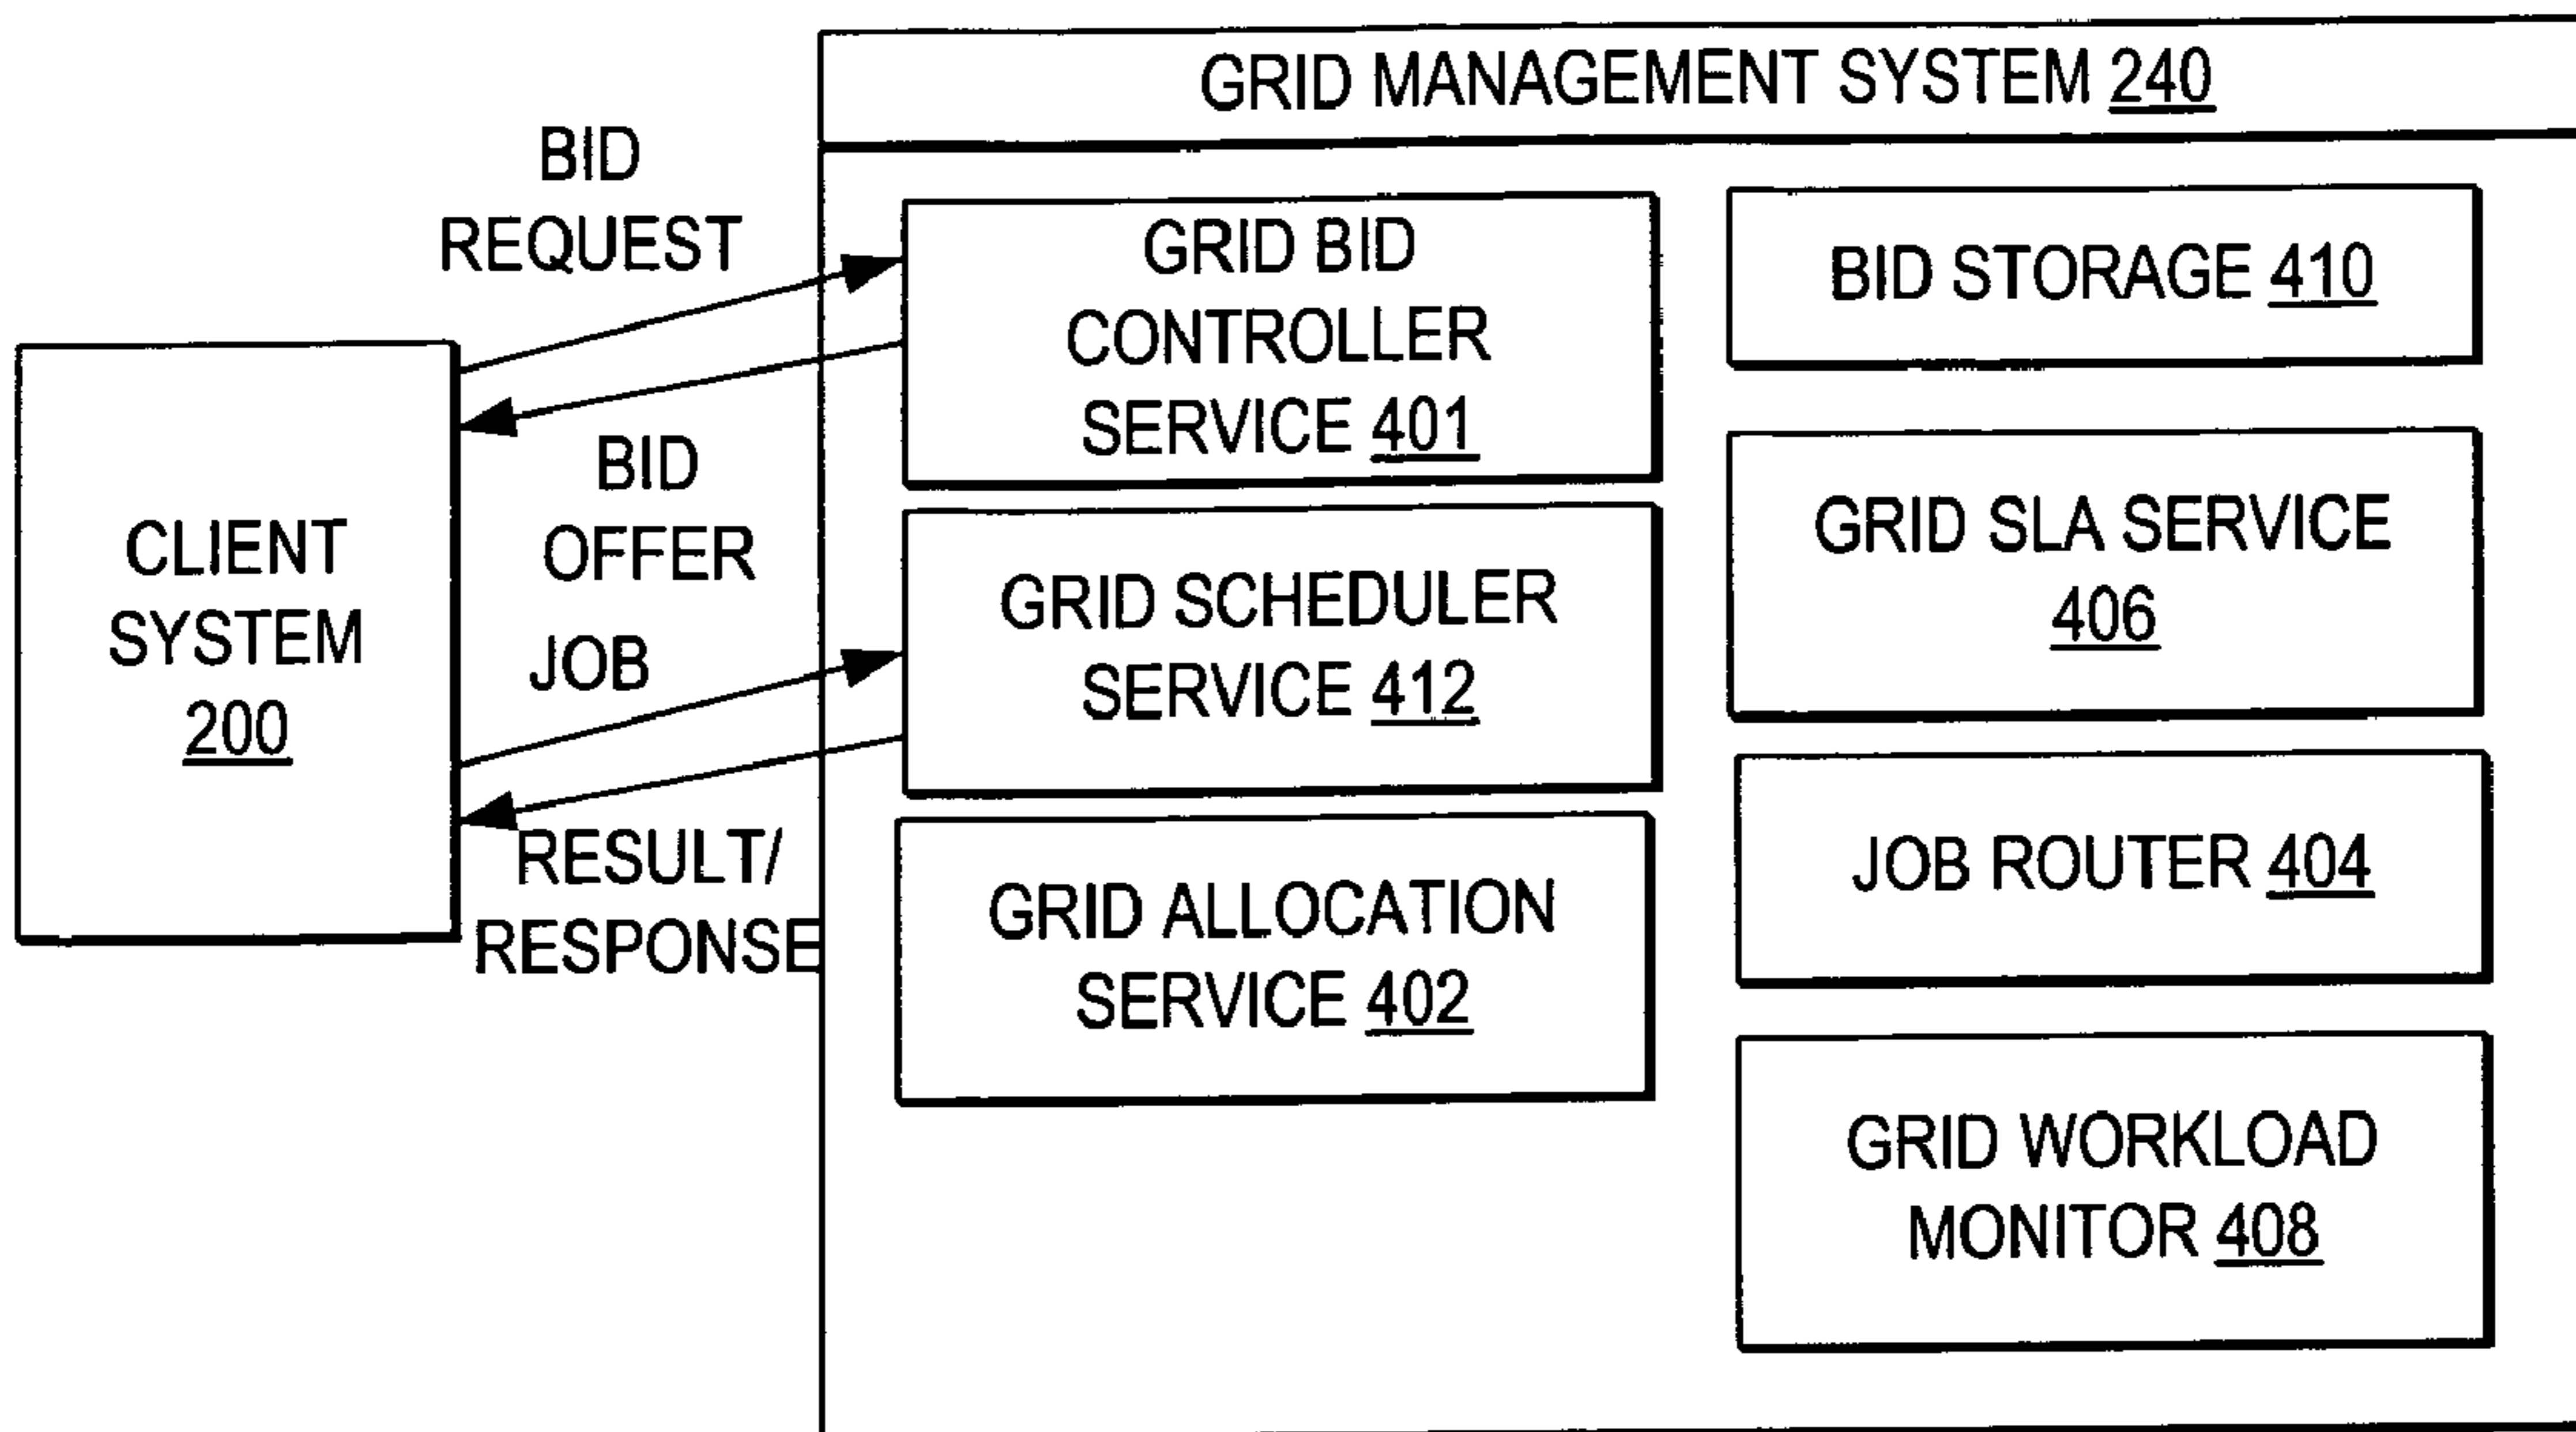 GRID MANAGEMENT SYSTEM 240
BID
REQUEST
GRID BID
CONTROLLER
SERVICE 401
BID STORAGE 410
CLIENT
SYSTEM
200
BID
OFFER
JOB
GRID SCHEDULER
SERVICE 412
GRID SLA SERVICE
406
RESULT/
RESPONSE
GRID ALLOCATION
SERVICE 402
JOB ROUTER 404
GRID WORKLOAD
MONITOR 408